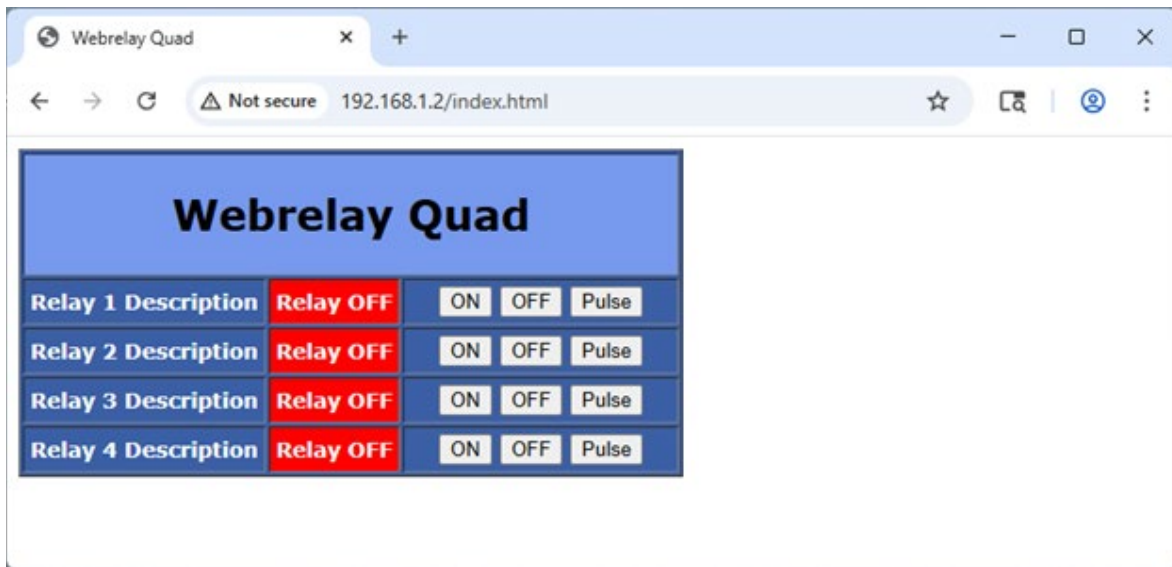 Webrelay Quad
Not secure 192.168.1.2/index.html
Webrelay Quad
Relay 1 Description Relay OFF ON OFF Pulse
Relay 2 Description Relay OFF ON OFF Pulse
Relay 3 Description Relay OFF ON OFF Pulse
Relay 4 Description Relay OFF ON OFF Pulse